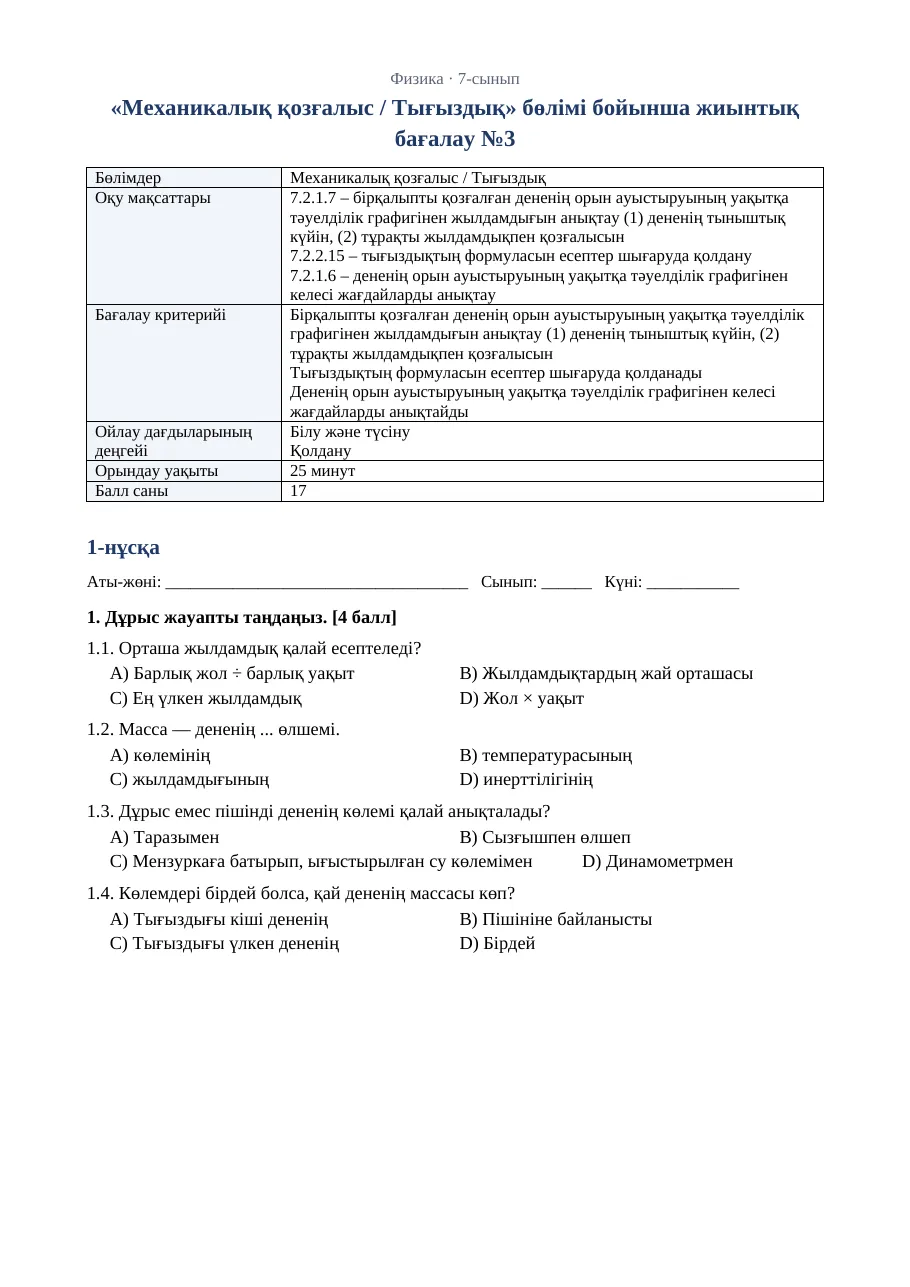 Физика · 7-сынып
«Механикалық қозғалыс / Тығыздық» бөлімі бойынша жиынтық
бағалау №3
Бөлімдер
Механикалық қозғалыс / Тығыздық
Оқу мақсаттары
7.2.1.7 – бірқалыпты қозғалған дененің орын ауыстыруының уақытқа
тәуелділік графигінен жылдамдығын анықтау (1) дененің тыныштық
күйін, (2) тұрақты жылдамдықпен қозғалысын
7.2.2.15 – тығыздықтың формуласын есептер шығаруда қолдану
7.2.1.6 – дененің орын ауыстыруының уақытқа тәуелділік графигінен
келесі жағдайларды анықтау
Бағалау критерийі
Бірқалыпты қозғалған дененің орын ауыстыруының уақытқа тәуелділік
графигінен жылдамдығын анықтау (1) дененің тыныштық күйін, (2)
тұрақты жылдамдықпен қозғалысын
Тығыздықтың формуласын есептер шығаруда қолданады
Дененің орын ауыстыруының уақытқа тәуелділік графигінен келесі
жағдайларды анықтайды
Ойлау дағдыларының
деңгейі
Білу және түсіну
Қолдану
Орындау уақыты
25 минут
Балл саны
17
1-нұсқа
Аты-жөні: ____________________________________ Сынып: ______ Күні: ___________
1. Дұрыс жауапты таңдаңыз. [4 балл]
1.1. Орташа жылдамдық қалай есептеледі?
A) Барлық жол ÷ барлық уақыт B) Жылдамдықтардың жай орташасы
C) Ең үлкен жылдамдық D) Жол × уақыт
1.2. Масса — дененің ... өлшемі.
A) көлемінің B) температурасының
C) жылдамдығының D) инерттілігінің
1.3. Дұрыс емес пішінді дененің көлемі қалай анықталады?
A) Таразымен B) Сызғышпен өлшеп
C) Мензуркаға батырып, ығыстырылған су көлемімен D) Динамометрмен
1.4. Көлемдері бірдей болса, қай дененің массасы көп?
A) Тығыздығы кіші дененің B) Пішініне байланысты
C) Тығыздығы үлкен дененің D) Бірдей